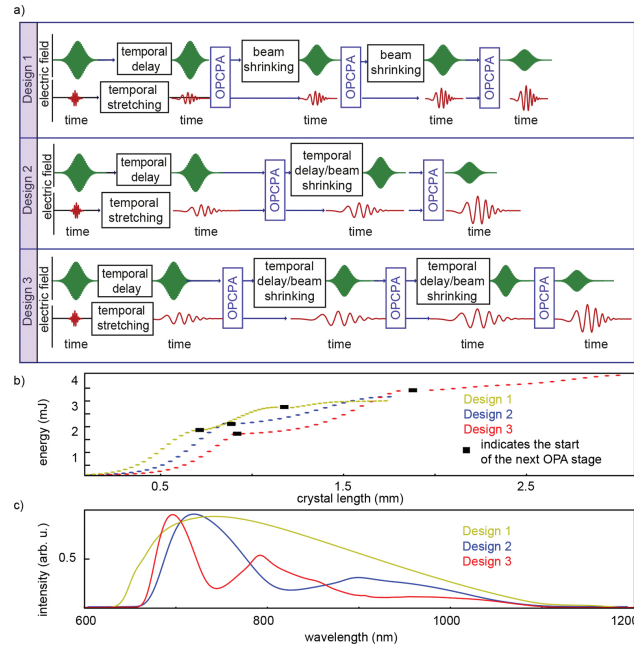 a)
Design 1
electric field
temporal
delay
temporal
stretching
OPCPA
beam
shrinking
OPCPA
beam
shrinking
OPCPA
time
time
time
time
time
Design 2
electric field
temporal
delay
temporal
stretching
OPCPA
temporal
delay/beam
shrinking
OPCPA
time
time
time
time
Design 3
electric field
temporal
delay
temporal
stretching
OPCPA
temporal
delay/beam
shrinking
OPCPA
temporal
delay/beam
shrinking
OPCPA
time
time
time
time
time
b)
energy (mJ)
4
3
2
1
Design 1
Design 2
Design 3
indicates the start
of the next OPA stage
0.5
1.0
1.5
2.5
crystal length (mm)
c)
intensity (arb. u.)
0.5
Design 1
Design 2
Design 3
600
800
1000
1200
wavelength (nm)